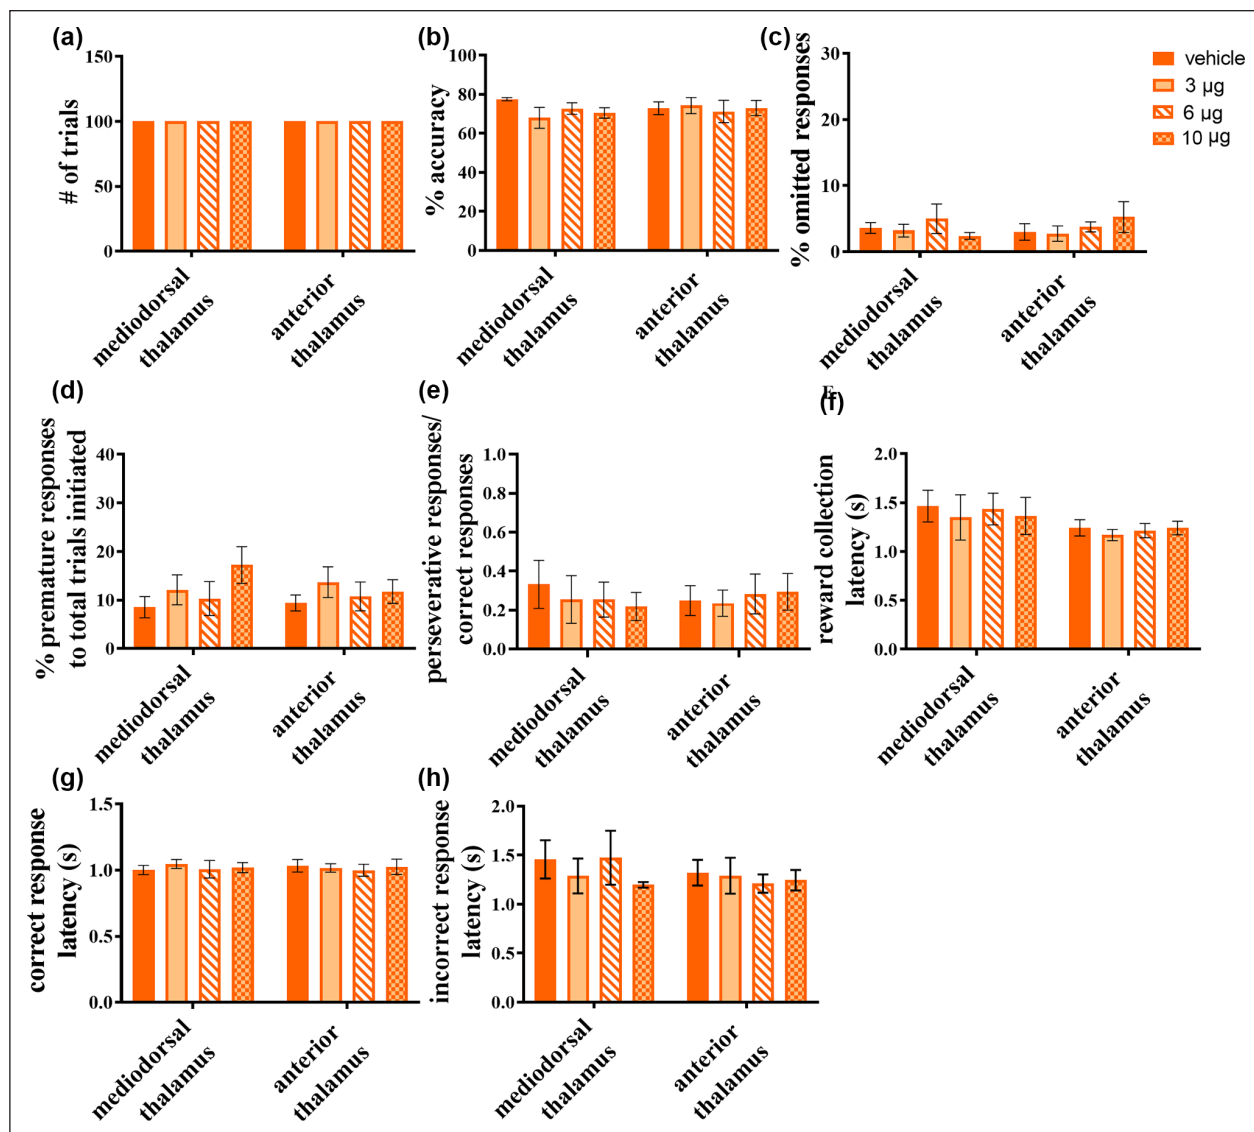 (a)
# of trials
150
100
50
0
mediodorsal
thalamus
anterior
thalamus
(b)
% accuracy
100
80
60
40
20
0
mediodorsal
thalamus
anterior
thalamus
(c)
% omitted responses
30
20
10
0
mediodorsal
thalamus
anterior
thalamus
vehicle
3 µg
6 µg
10 µg
(d)
% premature responses
to total trials initiated
40
30
20
10
0
mediodorsal
thalamus
anterior
thalamus
(e)
perseverative responses/
correct responses
1.0
0.8
0.6
0.4
0.2
0.0
mediodorsal
thalamus
anterior
thalamus
E
(f)
reward collection
latency (s)
2.0
1.5
1.0
0.5
0.0
mediodorsal
thalamus
anterior
thalamus
(g)
correct response
latency (s)
1.5
1.0
0.5
0.0
mediodorsal
thalamus
anterior
thalamus
(h)
incorrect response
latency (s)
2.0
1.5
1.0
0.5
0.0
mediodorsal
thalamus
anterior
thalamus